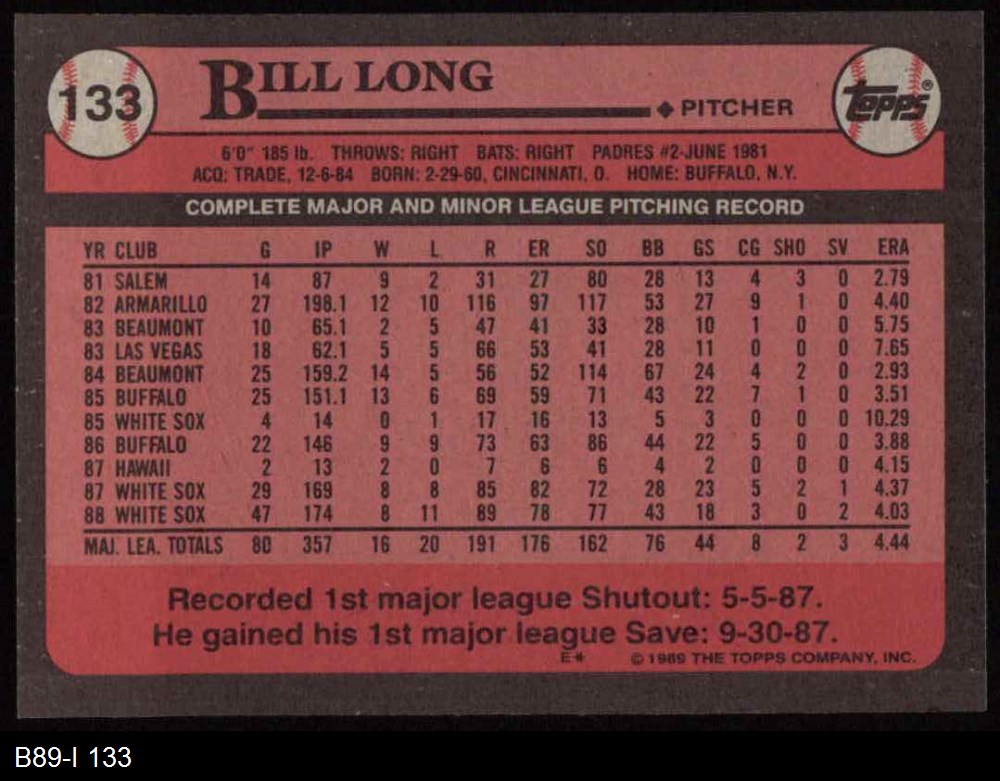 133
BILL LONG
PITCHER
Topps®
6'0" 185 lb. THROWS: RIGHT BATS: RIGHT PADRES #2-JUNE 1981
ACQ: TRADE, 12-6-84 BORN: 2-29-60, CINCINNATI, O. HOME: BUFFALO, N.Y.
COMPLETE MAJOR AND MINOR LEAGUE PITCHING RECORD
YR CLUB G IP W L R ER SO BB GS CG SHO SV ERA
81 SALEM 14 87 9 2 31 27 80 28 13 4 3 0 2.79
82 ARMARILLO 27 198.1 12 10 116 97 117 53 27 9 1 0 4.40
83 BEAUMONT 10 65.1 2 5 47 41 33 28 10 1 0 0 5.75
83 LAS VEGAS 18 62.1 5 5 66 53 41 28 11 0 0 0 7.65
84 BEAUMONT 25 159.2 14 5 56 52 114 67 24 4 2 0 2.93
85 BUFFALO 25 151.1 13 6 69 59 71 43 22 7 1 0 3.51
85 WHITE SOX 4 14 0 1 17 16 13 5 3 0 0 0 10.29
86 BUFFALO 22 146 9 9 73 63 86 44 22 5 0 0 3.88
87 HAWAII 2 13 2 0 7 6 6 4 2 0 0 0 4.15
87 WHITE SOX 29 169 8 8 85 82 72 28 23 5 2 1 4.37
88 WHITE SOX 47 174 8 11 89 78 77 43 18 3 0 2 4.03
MAJ. LEA. TOTALS 80 357 16 20 191 176 162 76 44 8 2 3 4.44
Recorded 1st major league Shutout: 5-5-87.
He gained his 1st major league Save: 9-30-87.
E* © 1989 THE TOPPS COMPANY, INC.
B89-I 133